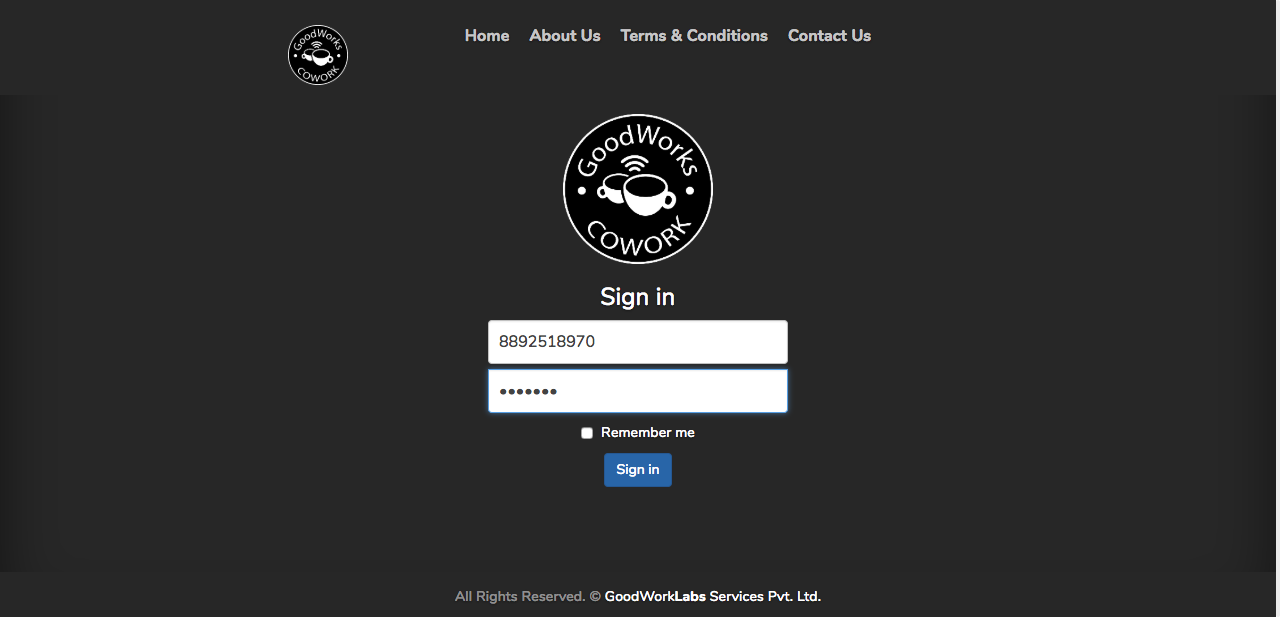 GoodWorks
COWORK
Home About Us Terms & Conditions Contact Us
GoodWorks
COWORK
Sign in
8892518970
•••••••
Remember me
Sign in
All Rights Reserved. © GoodWorkLabs Services Pvt. Ltd.